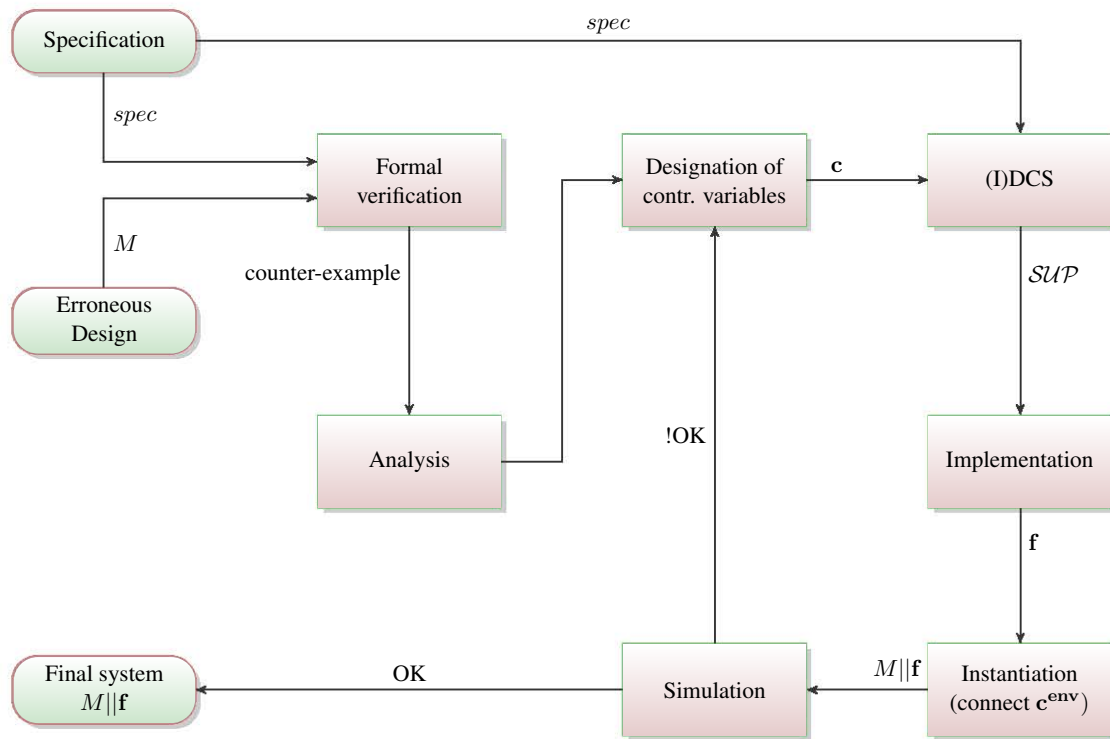 Specification
spec
spec
Formal
verification
Designation of
contr. variables
c
(I)DCS
M
counter-example
SUP
Erroneous
Design
!OK
Analysis
Implementation
f
Final system
M||f
OK
Simulation
M||f
Instantiation
(connect c^env)